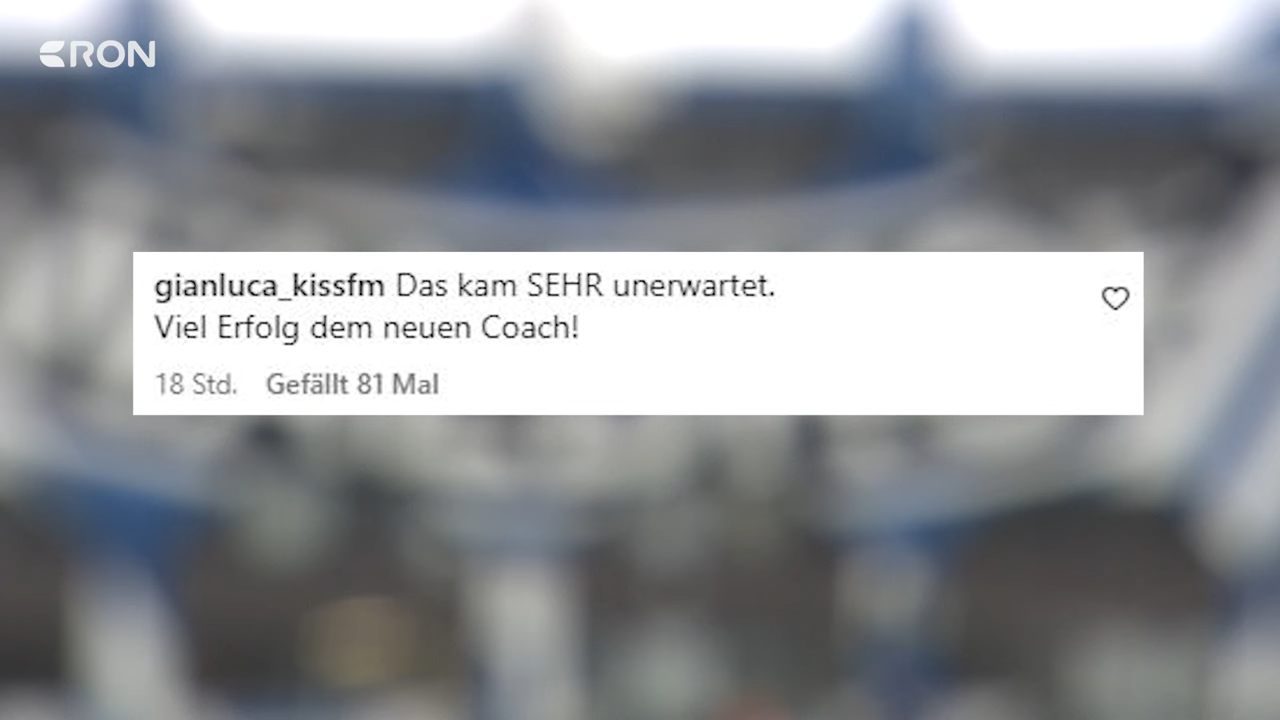 RON
gianluca_kissfm Das kam SEHR unerwartet.
Viel Erfolg dem neuen Coach!
18 Std. Gefällt 81 Mal